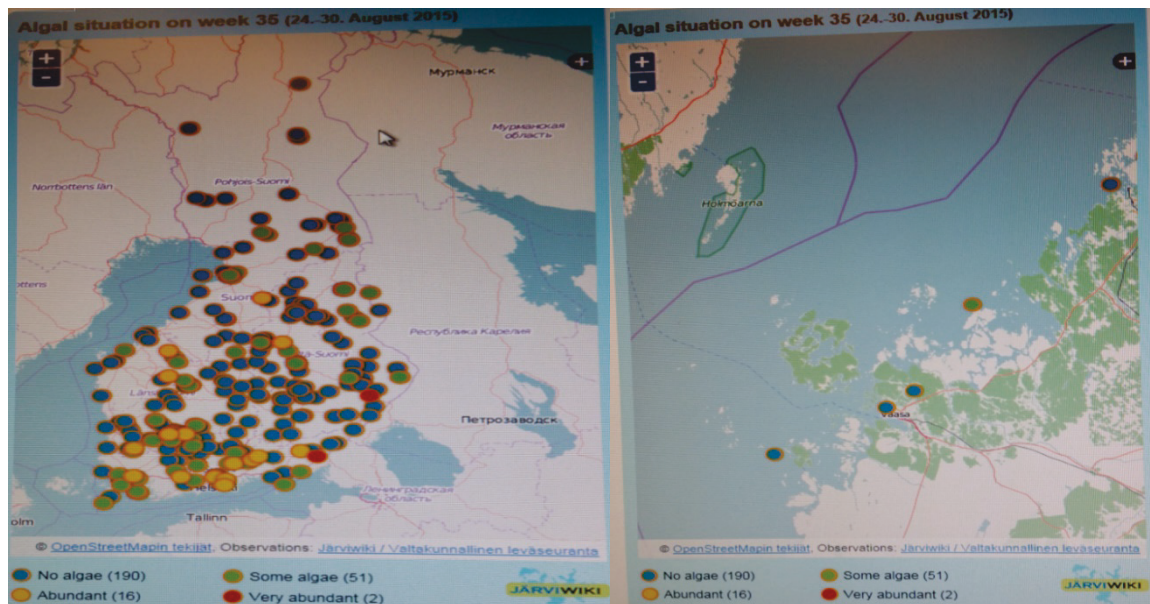 Algal situation on week 35 (24.-30. August 2015)
+
-
+
Мурманск
Мурманская
область
Norrbottens län
Pohjois-Suomi
Республика Карелия
Петрозаводск
Ленинградская
область
Tallinn
© OpenStreetMapin tekijät, Observations: Järviwiki / Valtakunnallinen leväseuranta
No algae (190)
Some algae (51)
Abundant (16)
Very abundant (2)
JÄRVIWIKI
Algal situation on week 35 (24.-30. August 2015)
+
-
+
Holmöarna
Vaasa
© OpenStreetMapin tekijät, Observations: Järviwiki / Valtakunnallinen leväseuranta
No algae (190)
Some algae (51)
Abundant (16)
Very abundant (2)
JÄRVIWIKI